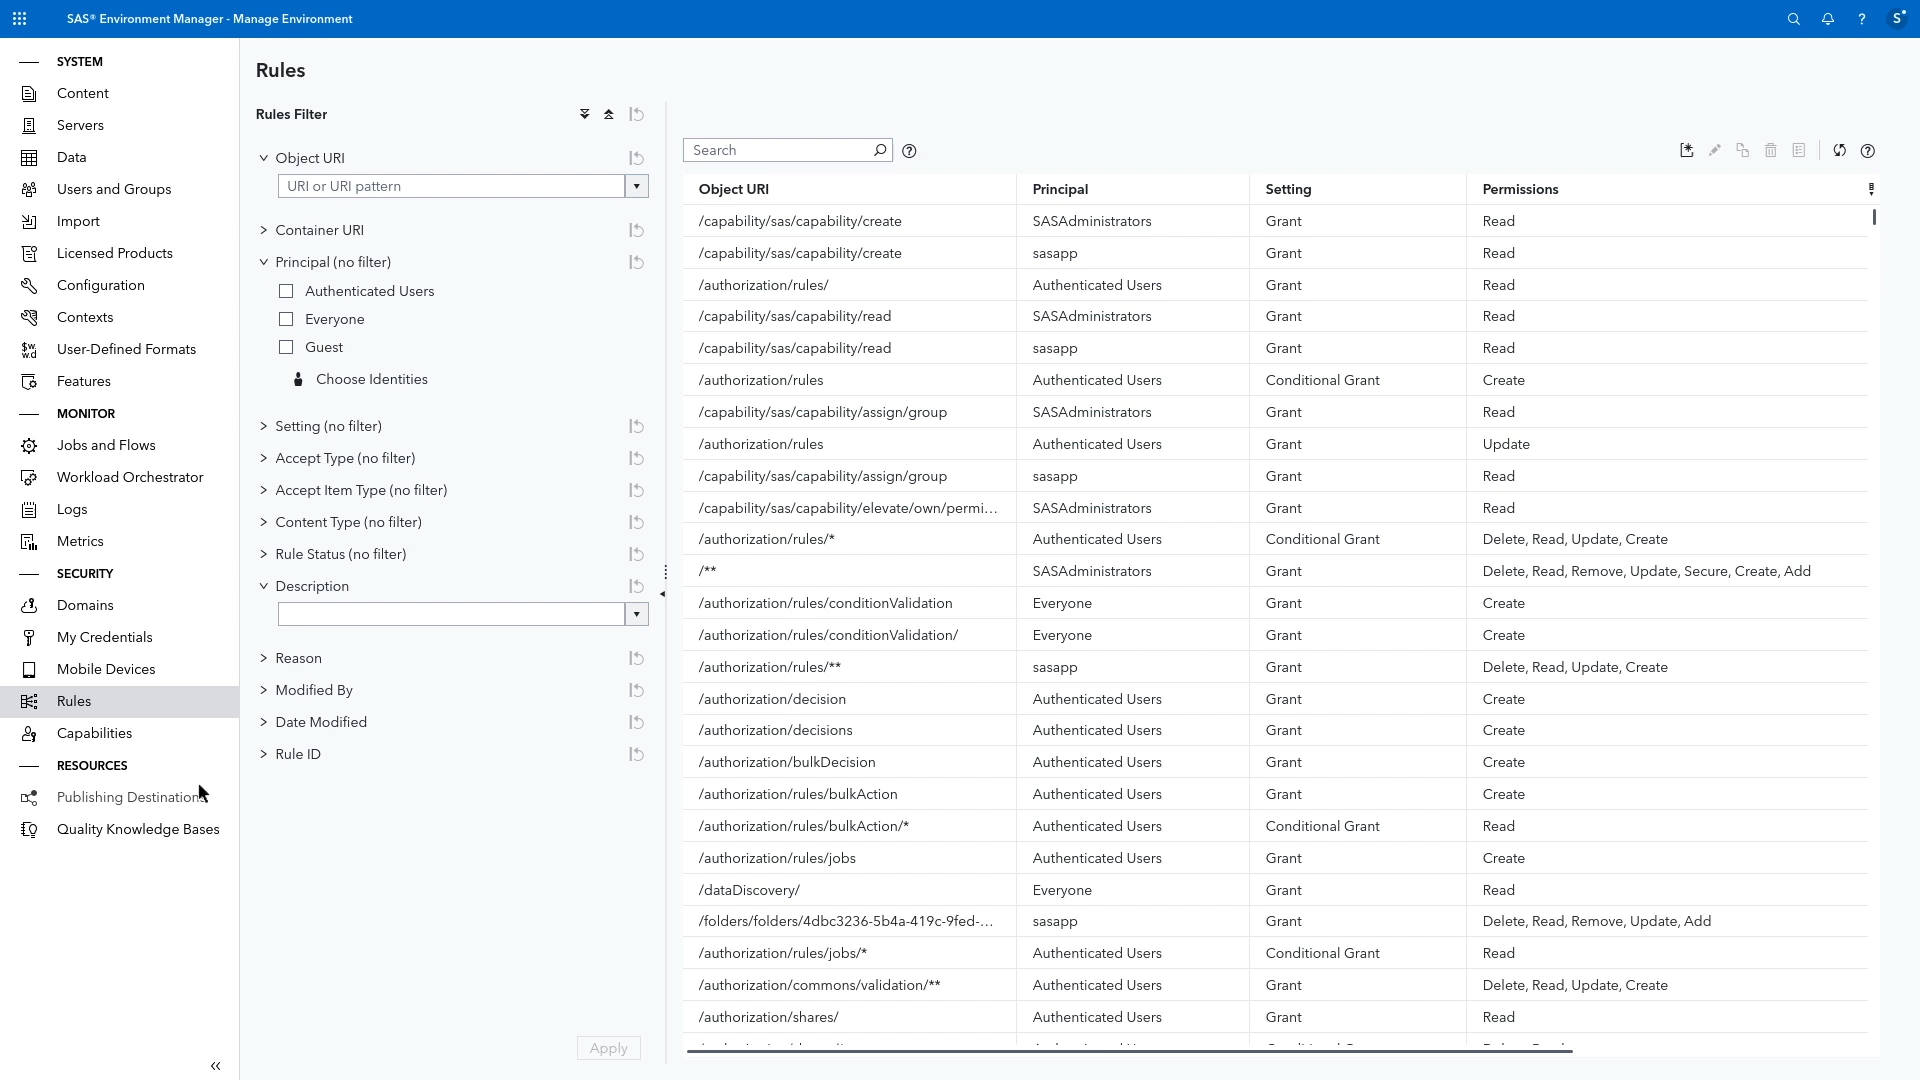 SAS® Environment Manager - Manage Environment
S
SYSTEM
Content
Servers
Data
Users and Groups
Import
Licensed Products
Configuration
Contexts
User-Defined Formats
Features
MONITOR
Jobs and Flows
Workload Orchestrator
Logs
Metrics
SECURITY
Domains
My Credentials
Mobile Devices
Rules
Capabilities
RESOURCES
Publishing Destination
Quality Knowledge Bases
Rules
Rules Filter
Object URI
URI or URI pattern
Container URI
Principal (no filter)
Authenticated Users
Everyone
Guest
Choose Identities
Setting (no filter)
Accept Type (no filter)
Accept Item Type (no filter)
Content Type (no filter)
Rule Status (no filter)
Description
Reason
Modified By
Date Modified
Rule ID
Apply
Search
Object URI Principal Setting Permissions
/capability/sas/capability/create SASAdministrators Grant Read
/capability/sas/capability/create sasapp Grant Read
/authorization/rules/ Authenticated Users Grant Read
/capability/sas/capability/read SASAdministrators Grant Read
/capability/sas/capability/read sasapp Grant Read
/authorization/rules Authenticated Users Conditional Grant Create
/capability/sas/capability/assign/group SASAdministrators Grant Read
/authorization/rules Authenticated Users Grant Update
/capability/sas/capability/assign/group sasapp Grant Read
/capability/sas/capability/elevate/own/permi... SASAdministrators Grant Read
/authorization/rules/* Authenticated Users Conditional Grant Delete, Read, Update, Create
/** SASAdministrators Grant Delete, Read, Remove, Update, Secure, Create, Add
/authorization/rules/conditionValidation Everyone Grant Create
/authorization/rules/conditionValidation/ Everyone Grant Create
/authorization/rules/** sasapp Grant Delete, Read, Update, Create
/authorization/decision Authenticated Users Grant Create
/authorization/decisions Authenticated Users Grant Create
/authorization/bulkDecision Authenticated Users Grant Create
/authorization/rules/bulkAction Authenticated Users Grant Create
/authorization/rules/bulkAction/* Authenticated Users Conditional Grant Read
/authorization/rules/jobs Authenticated Users Grant Create
/dataDiscovery/ Everyone Grant Read
/folders/folders/4dbc3236-5b4a-419c-9fed-... sasapp Grant Delete, Read, Remove, Update, Add
/authorization/rules/jobs/* Authenticated Users Conditional Grant Read
/authorization/commons/validation/** Authenticated Users Grant Delete, Read, Update, Create
/authorization/shares/ Authenticated Users Grant Read